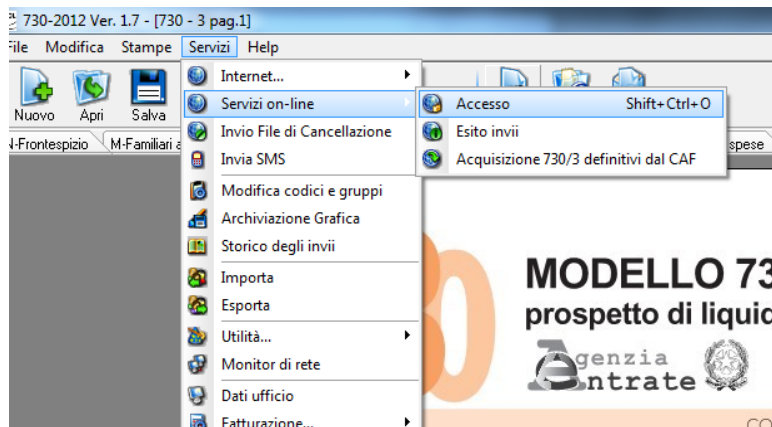 730-2012 Ver. 1.7 - [730 - 3 pag.1]
File Modifica Stampe Servizi Help
Nuovo Apri Salva
N-Frontespizio M-Familiari a
spese
Internet...
Servizi on-line
Invio File di Cancellazione
Invia SMS
Modifica codici e gruppi
Archiviazione Grafica
Storico degli invii
Importa
Esporta
Utilità...
Monitor di rete
Dati ufficio
Fatturazione...
Accesso Shift+Ctrl+O
Esito invii
Acquisizione 730/3 definitivi dal CAF
MODELLO 73
prospetto di liquid
Agenzia
Entrate
CO